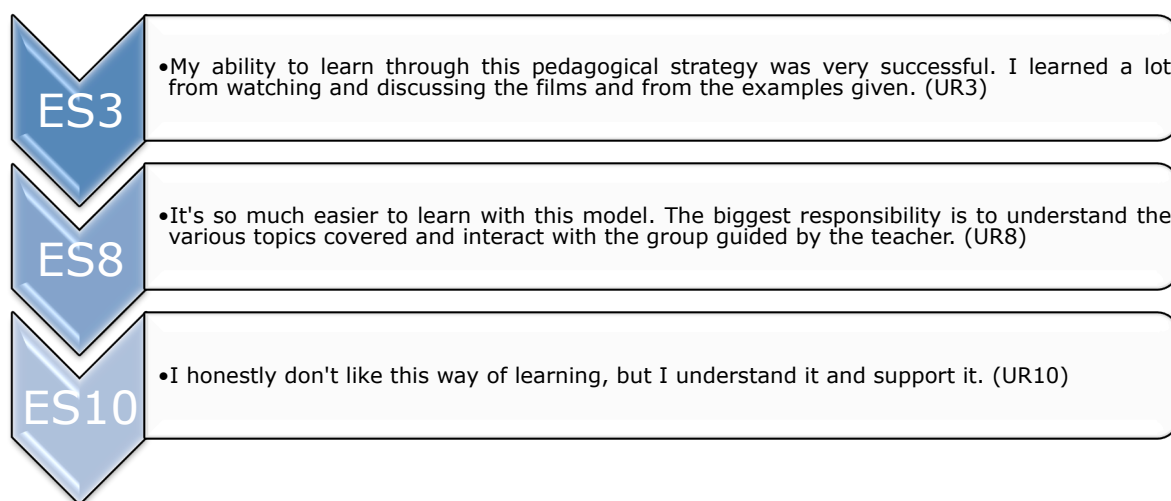 ES3
•My ability to learn through this pedagogical strategy was very successful. I learned a lot
from watching and discussing the films and from the examples given. (UR3)
ES8
•It's so much easier to learn with this model. The biggest responsibility is to understand the
various topics covered and interact with the group guided by the teacher. (UR8)
ES10
•I honestly don't like this way of learning, but I understand it and support it. (UR10)